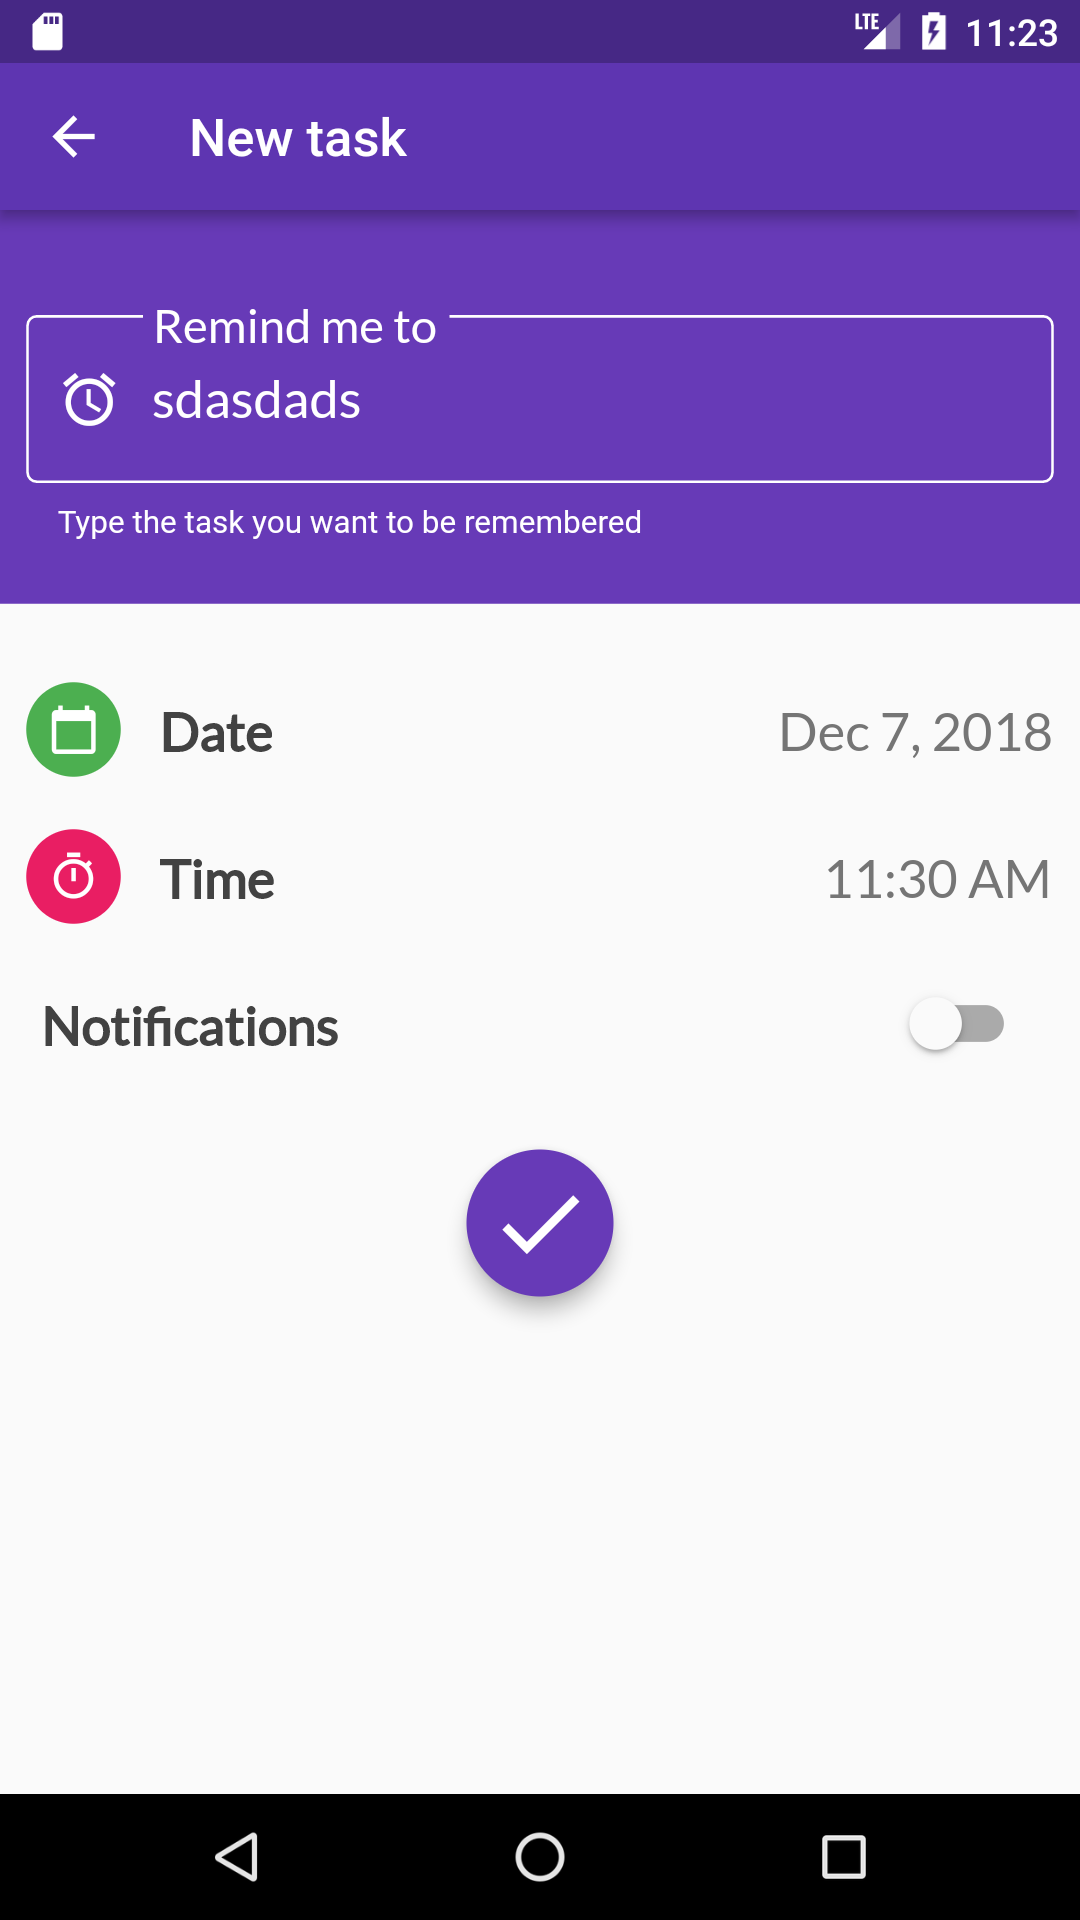 LTE 11:23
New task
Remind me to
sdasdads
Type the task you want to be remembered
Date Dec 7, 2018
Time 11:30 AM
Notifications